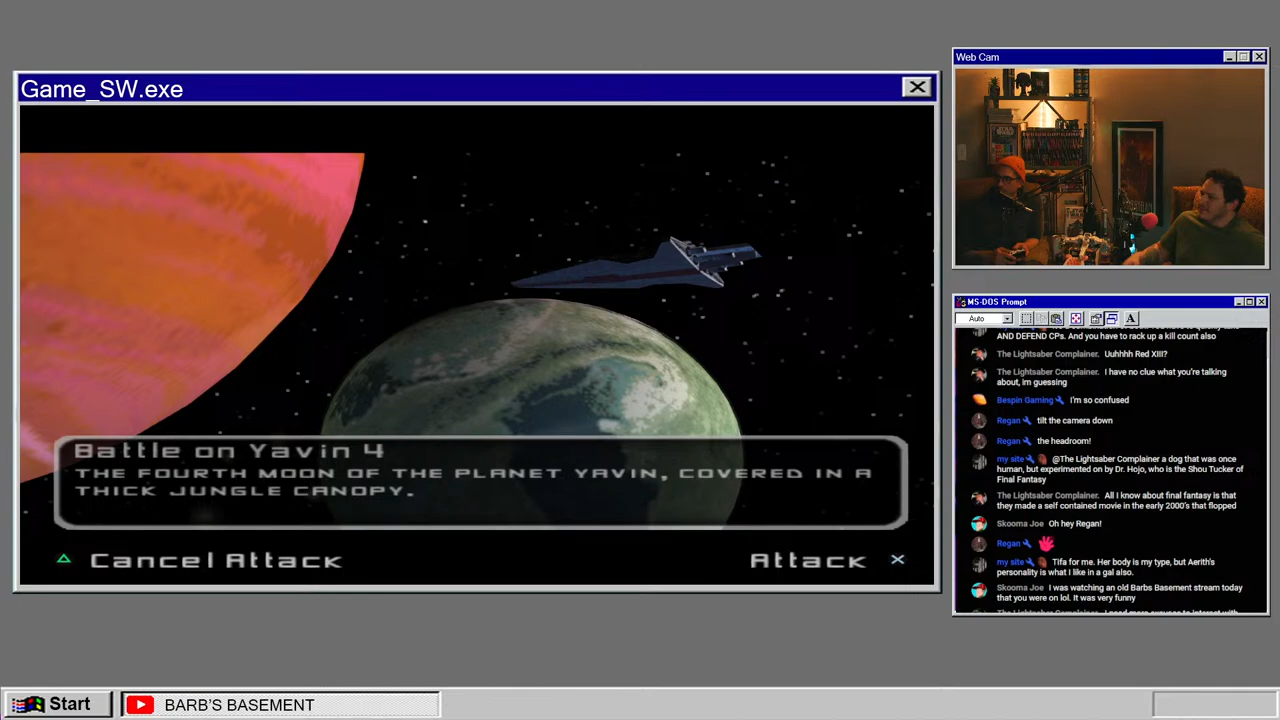 Game_SW.exe
Battle on Yavin 4
THE FOURTH MOON OF THE PLANET YAVIN, COVERED IN A
THICK JUNGLE CANOPY.
Cancel Attack
Attack
Web Cam
MS-DOS Prompt
Auto
A
AND DEFEND CPs. And you have to rack up a kill count also
The Lightsaber Complainer. Uuhhhh Red XIII?
The Lightsaber Complainer. I have no clue what you're talking
about, im guessing
Bespin Gaming I'm so confused
Regan tilt the camera down
Regan the headroom!
my site @The Lightsaber Complainer a dog that was once
human, but experimented on by Dr. Hojo, who is the Shou Tucker of
Final Fantasy
The Lightsaber Complainer. All I know about final fantasy is that
they made a self contained movie in the early 2000's that flopped
Skooma Joe Oh hey Regan!
Regan
my site Tifa for me. Her body is my type, but Aerith's
personality is what I like in a gal also.
Skooma Joe I was watching an old Barbs Basement stream today
that you were on lol. It was very funny
Start
BARB'S BASEMENT